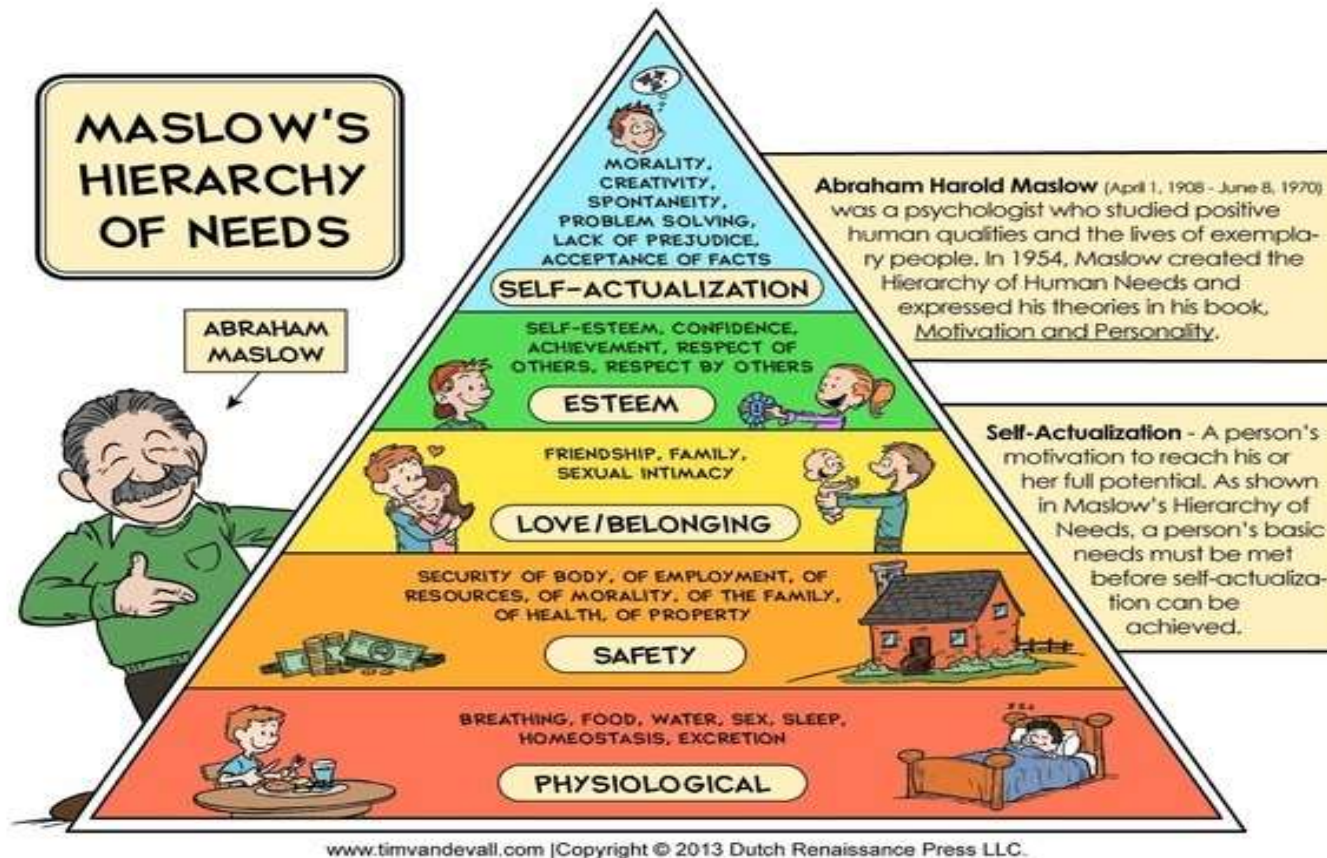 MASLOW'S
HIERARCHY
OF NEEDS
ABRAHAM
MASLOW
MORALITY,
CREATIVITY,
SPONTANEITY,
PROBLEM SOLVING,
LACK OF PREJUDICE,
ACCEPTANCE OF FACTS
SELF-ACTUALIZATION
SELF-ESTEEM, CONFIDENCE,
ACHIEVEMENT, RESPECT OF
OTHERS, RESPECT BY OTHERS
ESTEEM
FRIENDSHIP, FAMILY,
SEXUAL INTIMACY
LOVE/BELONGING
SECURITY OF BODY, OF EMPLOYMENT, OF
RESOURCES, OF MORALITY, OF THE FAMILY,
OF HEALTH, OF PROPERTY
SAFETY
BREATHING, FOOD, WATER, SEX, SLEEP,
HOMEOSTASIS, EXCRETION
PHYSIOLOGICAL
Abraham Harold Maslow (April 1, 1908 - June 8, 1970)
was a psychologist who studied positive
human qualities and the lives of exempla-
ry people. In 1954, Maslow created the
Hierarchy of Human Needs and
expressed his theories in his book,
Motivation and Personality.
Self-Actualization - A person's
motivation to reach his or
her full potential. As shown
in Maslow's Hierarchy of
Needs, a person's basic
needs must be met
before self-actualiza-
tion can be
achieved.
www.timvandevall.com |Copyright © 2013 Dutch Renaissance Press LLC.